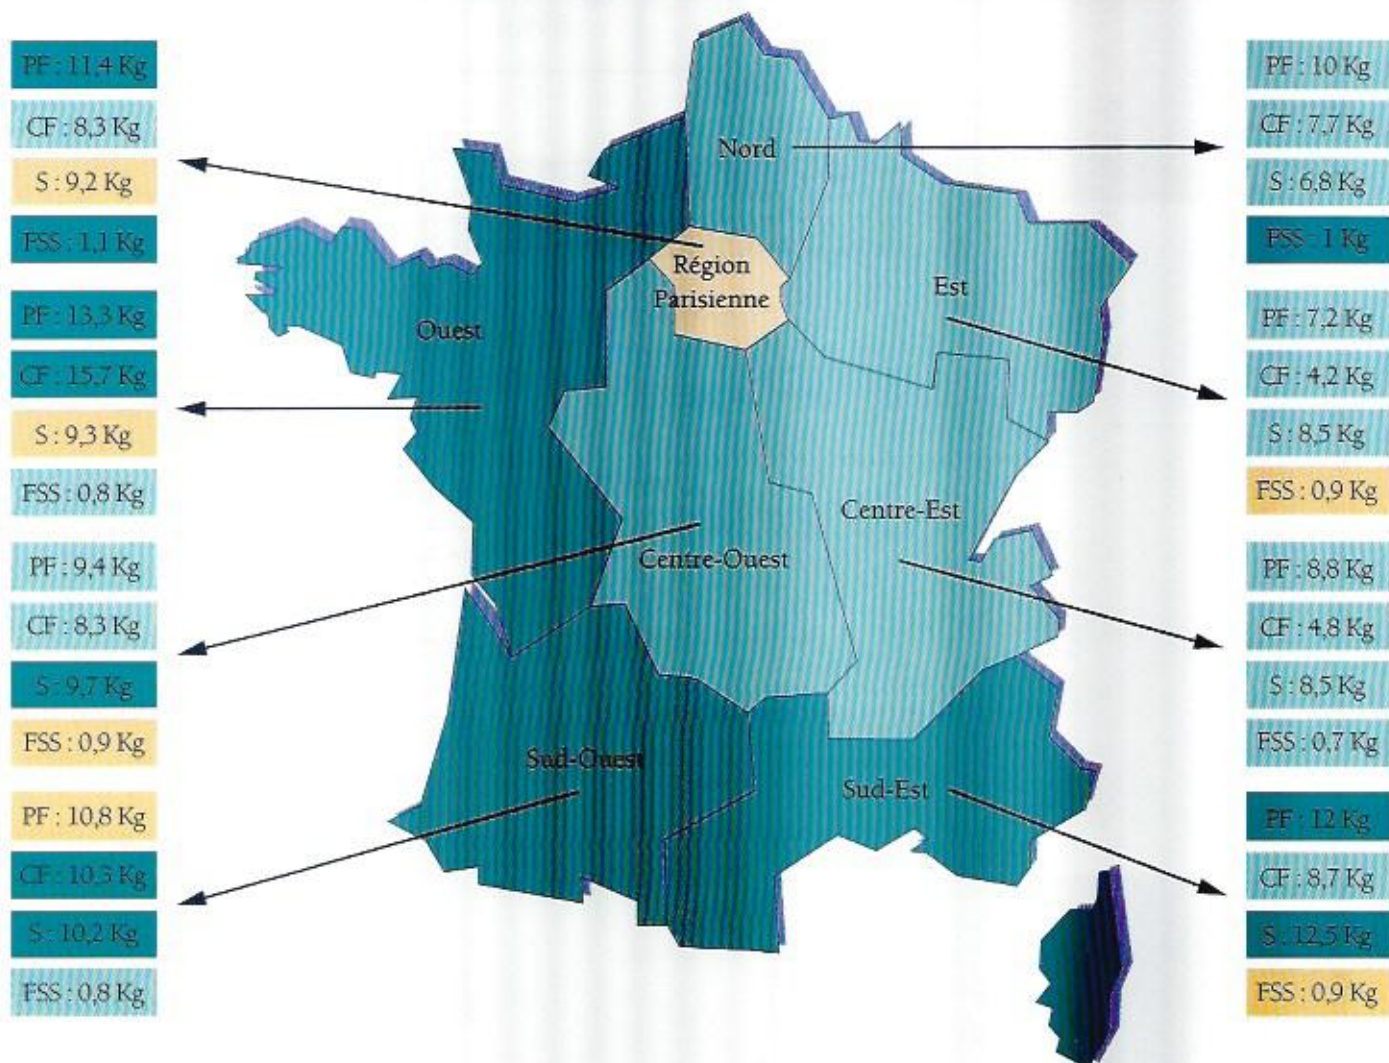 PF : 11,4 Kg
CF : 8,3 Kg
S : 9,2 Kg
FSS : 1,1 Kg
PF : 13,3 Kg
CF : 15,7 Kg
S : 9,3 Kg
FSS : 0,8 Kg
PF : 9,4 Kg
CF : 8,3 Kg
S : 9,7 Kg
FSS : 0,9 Kg
PF : 10,8 Kg
CF : 10,3 Kg
S : 10,2 Kg
FSS : 0,8 Kg
Nord
Région
Parisienne
Est
Ouest
Centre-Est
Centre-Ouest
Sud-Ouest
Sud-Est
PF : 10 Kg
CF : 7,7 Kg
S : 6,8 Kg
FSS : 1 Kg
PF : 7,2 Kg
CF : 4,2 Kg
S : 8,5 Kg
FSS : 0,9 Kg
PF : 8,8 Kg
CF : 4,8 Kg
S : 8,5 Kg
FSS : 0,7 Kg
PF : 12 Kg
CF : 8,7 Kg
S : 12,5 Kg
FSS : 0,9 Kg